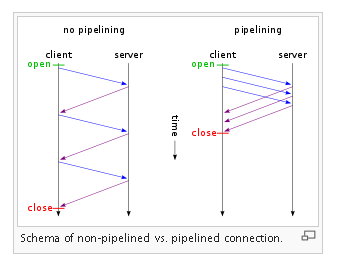 no pipelining
pipelining
client
server
client
server
open
open
time
close
close
Schema of non-pipelined vs. pipelined connection.